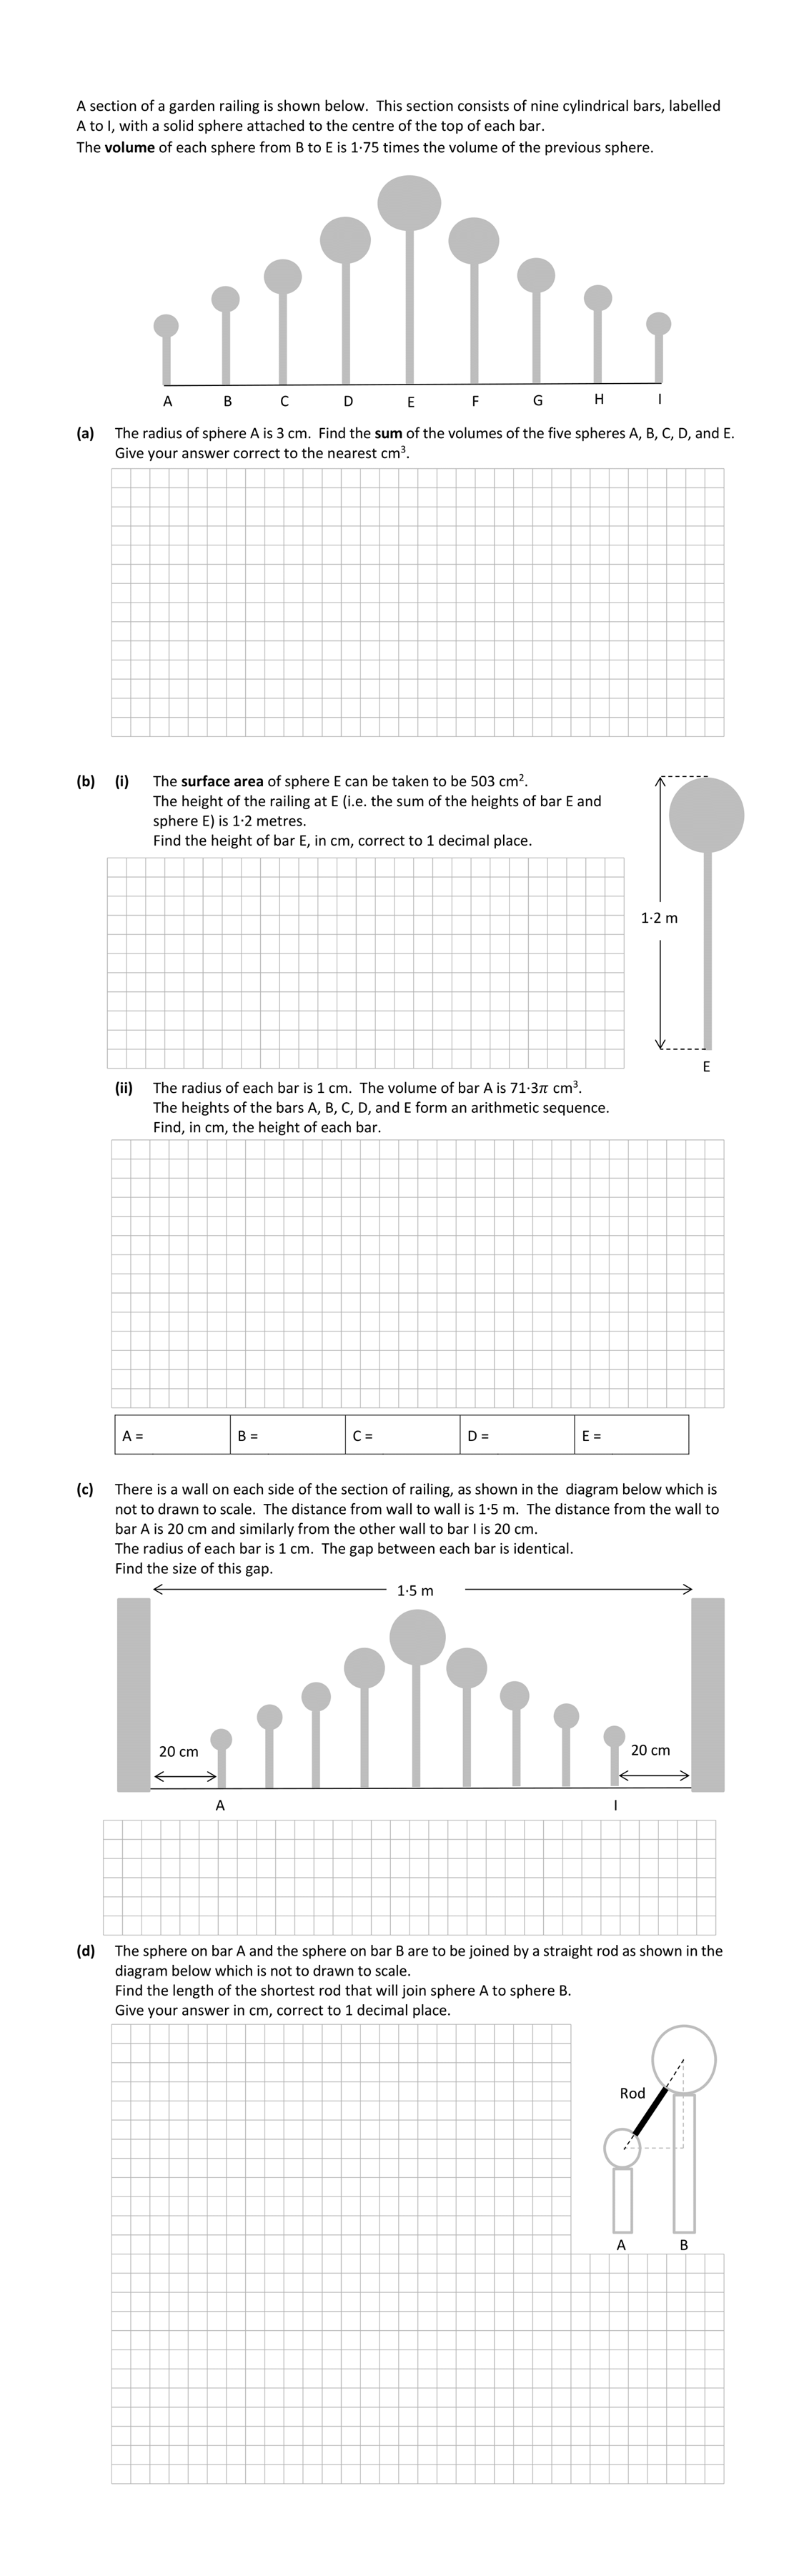 A section of a garden railing is shown below. This section consists of nine cylindrical bars, labelled
A to I, with a solid sphere attached to the centre of the top of each bar.
The volume of each sphere from B to E is 1·75 times the volume of the previous sphere.
A B C D E F G H I
(a) The radius of sphere A is 3 cm. Find the sum of the volumes of the five spheres A, B, C, D, and E.
Give your answer correct to the nearest cm³.
(b) (i) The surface area of sphere E can be taken to be 503 cm².
The height of the railing at E (i.e. the sum of the heights of bar E and
sphere E) is 1·2 metres.
Find the height of bar E, in cm, correct to 1 decimal place.
1·2 m
E
(ii) The radius of each bar is 1 cm. The volume of bar A is 71·3π cm³.
The heights of the bars A, B, C, D, and E form an arithmetic sequence.
Find, in cm, the height of each bar.
A = B = C = D = E =
(c) There is a wall on each side of the section of railing, as shown in the diagram below which is
not to drawn to scale. The distance from wall to wall is 1·5 m. The distance from the wall to
bar A is 20 cm and similarly from the other wall to bar I is 20 cm.
The radius of each bar is 1 cm. The gap between each bar is identical.
Find the size of this gap.
1·5 m
20 cm 20 cm
A I
(d) The sphere on bar A and the sphere on bar B are to be joined by a straight rod as shown in the
diagram below which is not to drawn to scale.
Find the length of the shortest rod that will join sphere A to sphere B.
Give your answer in cm, correct to 1 decimal place.
Rod
A B